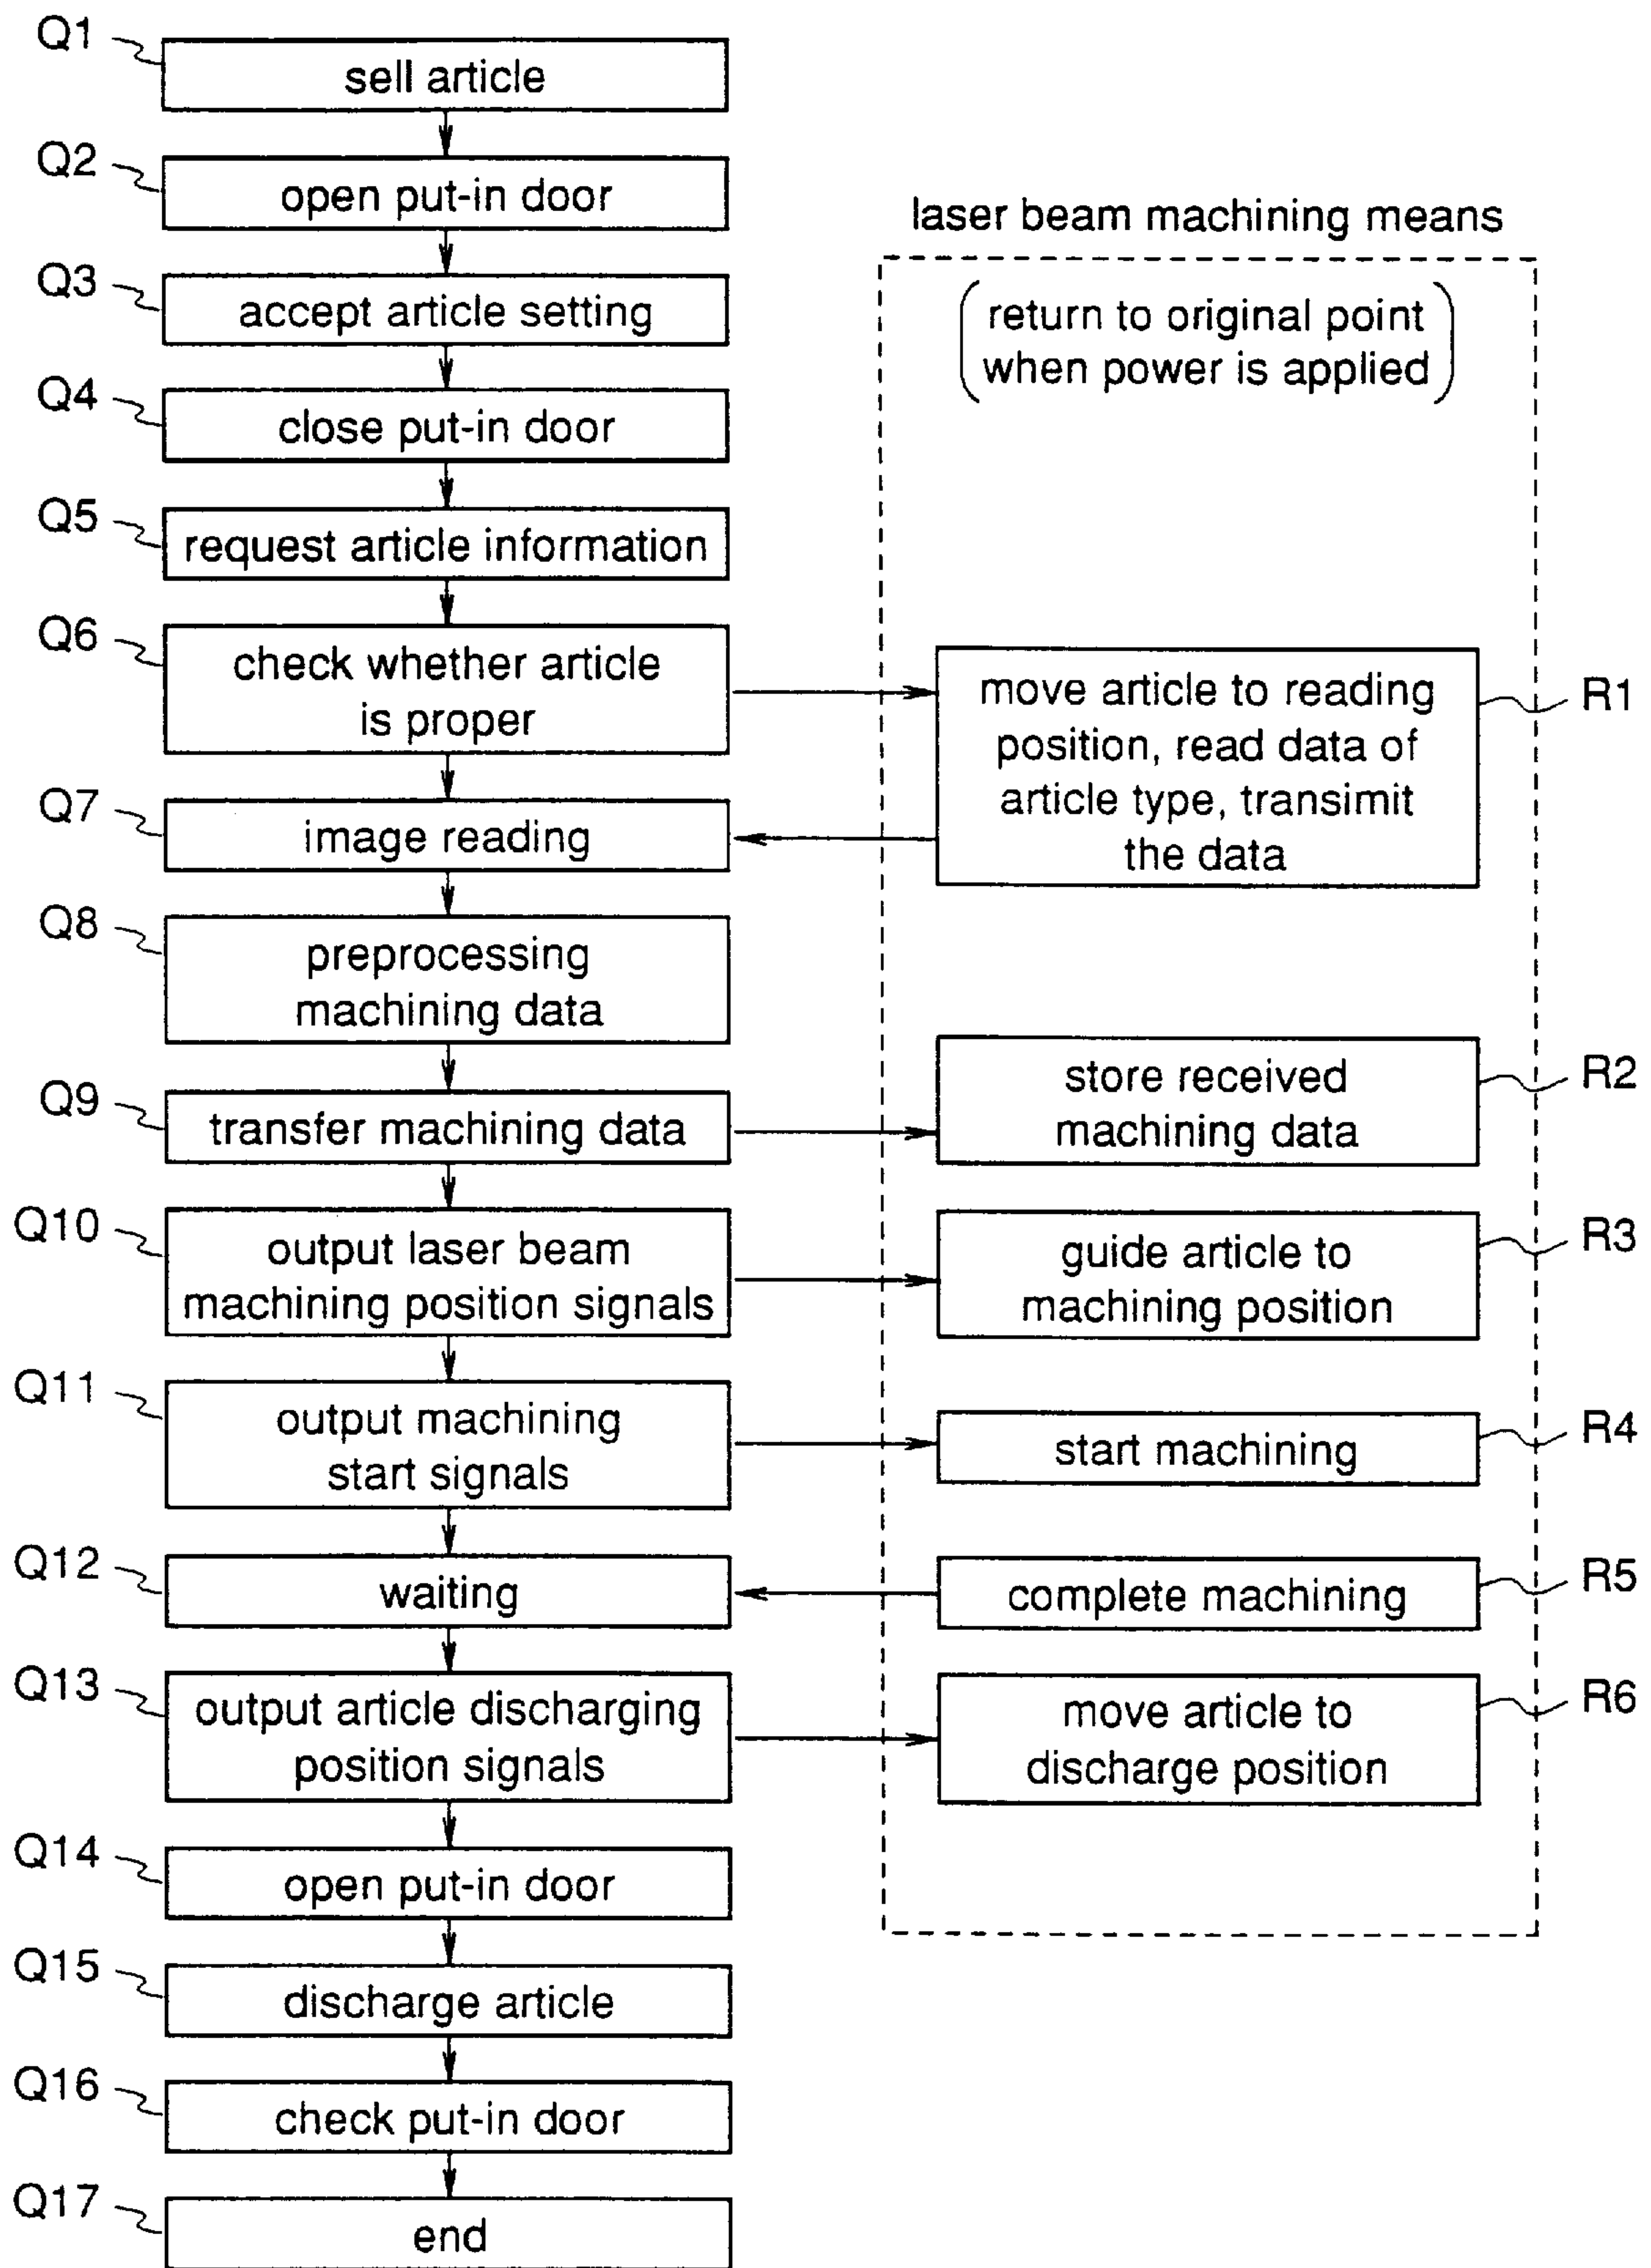 Q1
sell article
Q2
open put-in door
laser beam machining means
Q3
accept article setting
return to original point
when power is applied
Q4
close put-in door
Q5
request article information
Q6
check whether article
is proper
move article to reading
position, read data of
article type, transimit
the data
R1
Q7
image reading
Q8
preprocessing
machining data
Q9
transfer machining data
store received
machining data
R2
Q10
output laser beam
machining position signals
guide article to
machining position
R3
Q11
output machining
start signals
start machining
R4
Q12
waiting
complete machining
R5
Q13
output article discharging
position signals
move article to
discharge position
R6
Q14
open put-in door
Q15
discharge article
Q16
check put-in door
Q17
end